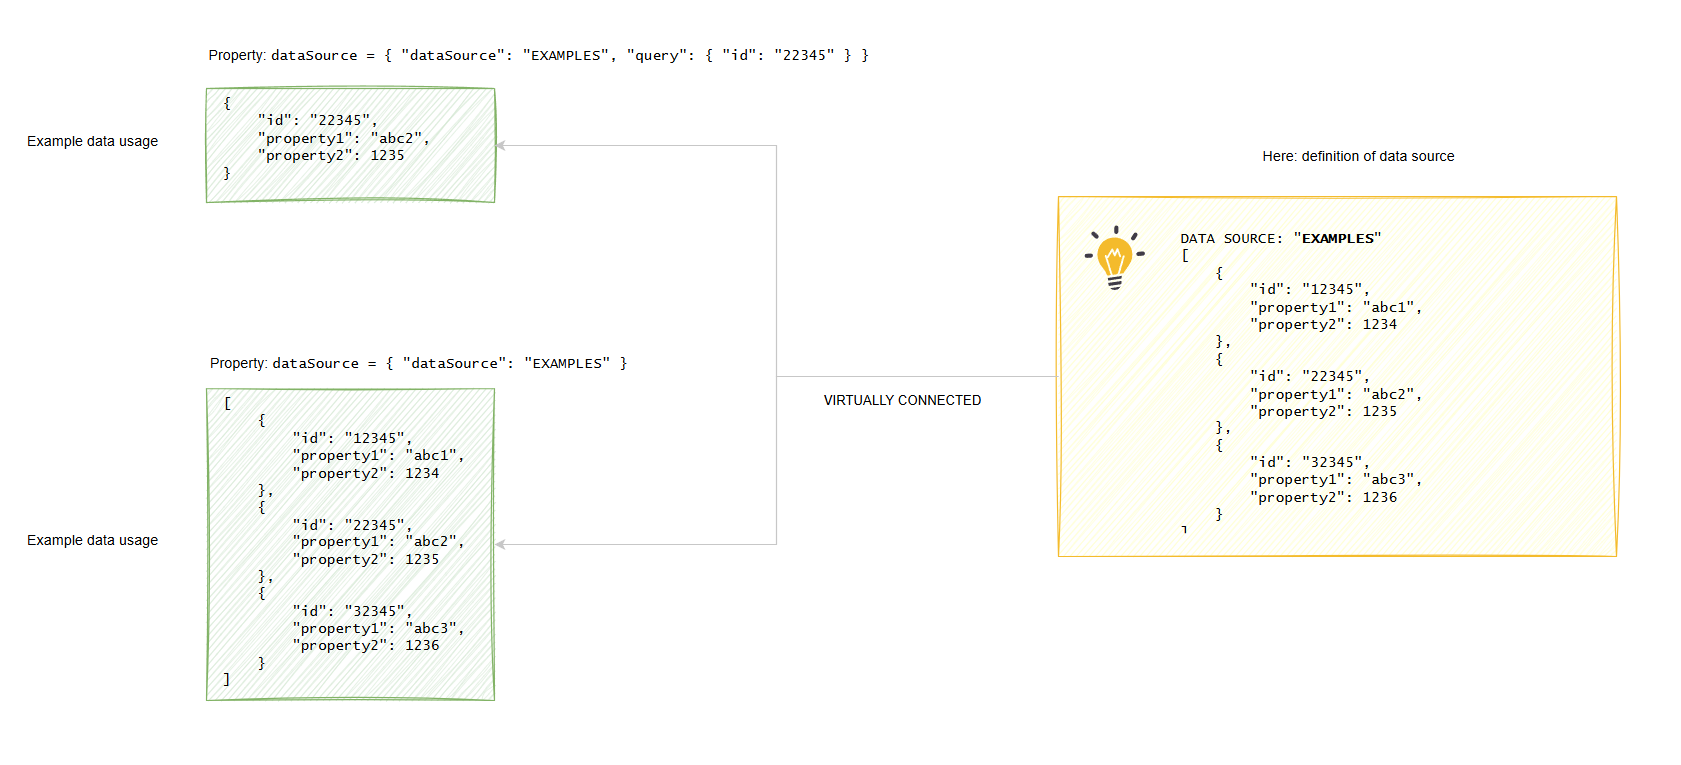 Property: dataSource = { "dataSource": "EXAMPLES", "query": { "id": "22345" } }
Example data usage
{
    "id": "22345",
    "property1": "abc2",
    "property2": 1235
}
Property: dataSource = { "dataSource": "EXAMPLES" }
Example data usage
[
    {
        "id": "12345",
        "property1": "abc1",
        "property2": 1234
    },
    {
        "id": "22345",
        "property1": "abc2",
        "property2": 1235
    },
    {
        "id": "32345",
        "property1": "abc3",
        "property2": 1236
    }
]
VIRTUALLY CONNECTED
Here: definition of data source
DATA SOURCE: "EXAMPLES"
[
    {
        "id": "12345",
        "property1": "abc1",
        "property2": 1234
    },
    {
        "id": "22345",
        "property1": "abc2",
        "property2": 1235
    },
    {
        "id": "32345",
        "property1": "abc3",
        "property2": 1236
    }
]